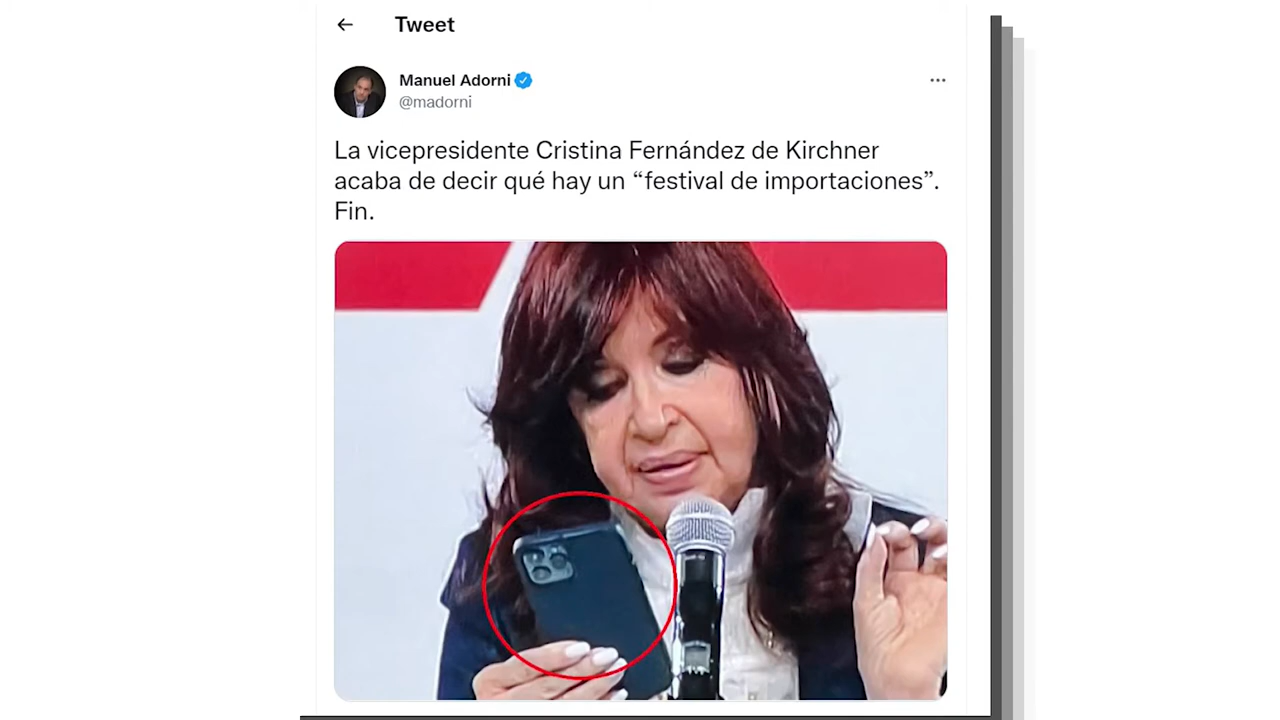 Tweet
Manuel Adorni
@madorni
La vicepresidente Cristina Fernández de Kirchner
acaba de decir qué hay un “festival de importaciones”.
Fin.